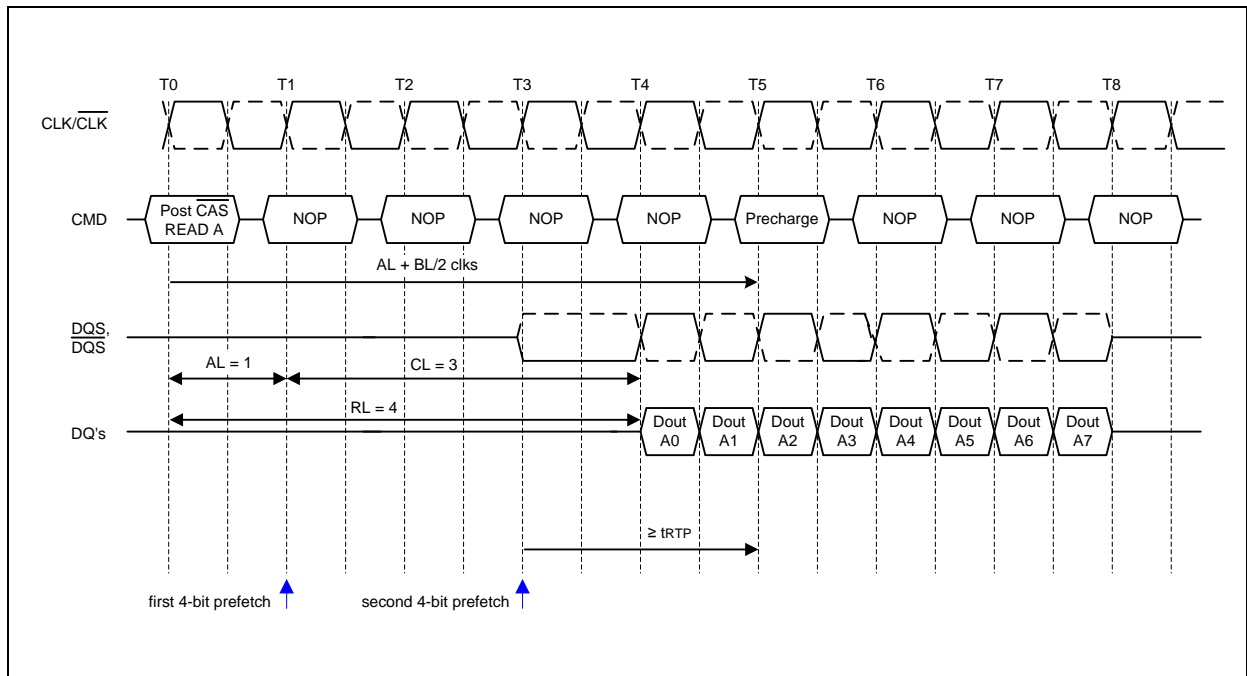 T0 T1 T2 T3 T4 T5 T6 T7 T8
CLK/CLK
CMD
Post CAS
READ A
NOP NOP NOP NOP Precharge NOP NOP NOP
AL + BL/2 clks
DQS,
DQS
AL = 1
CL = 3
RL = 4
DQ's
Dout Dout Dout Dout Dout Dout Dout Dout
A0 A1 A2 A3 A4 A5 A6 A7
≥ tRTP
first 4-bit prefetch
second 4-bit prefetch